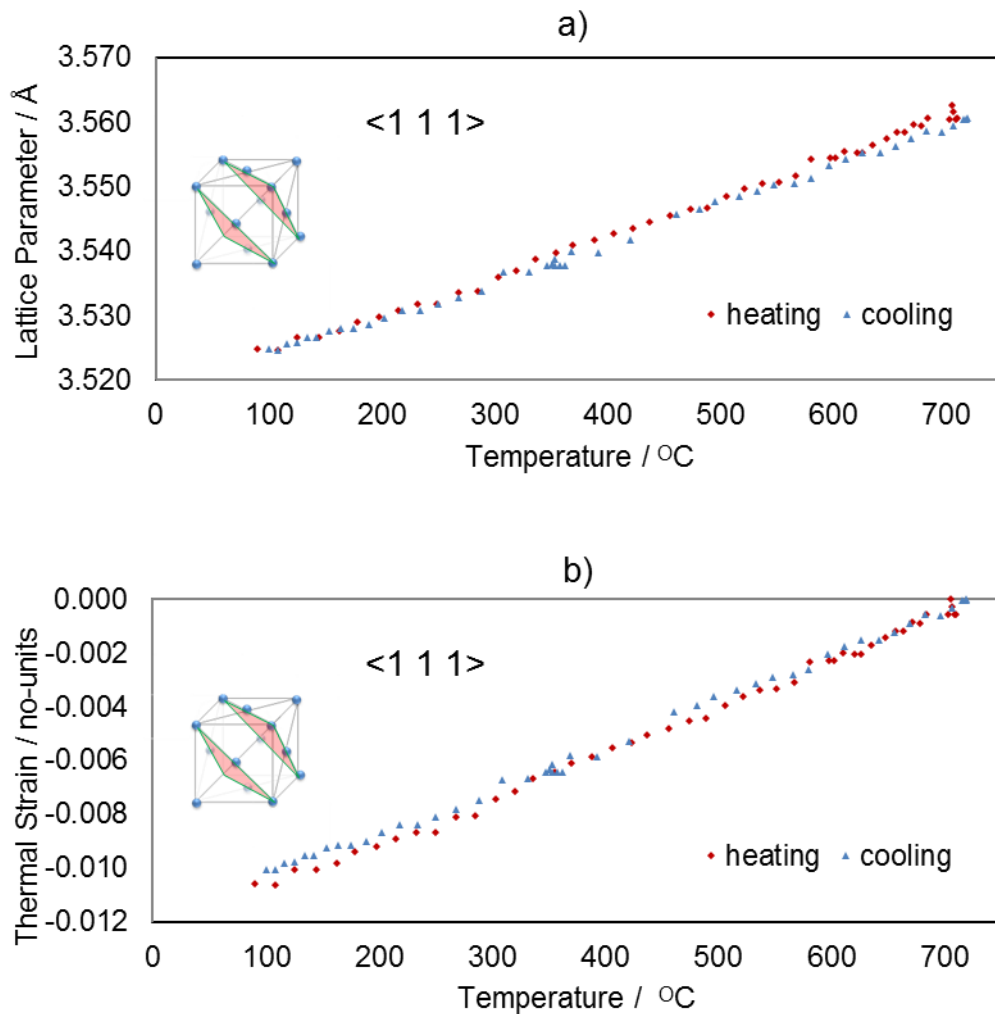 a)
3.570
3.560
3.550
3.540
3.530
3.520
Lattice Parameter / Å
<1 1 1>
heating
cooling
0 100 200 300 400 500 600 700
Temperature / ᴼC
b)
0.000
-0.002
-0.004
-0.006
-0.008
-0.010
-0.012
Thermal Strain / no-units
<1 1 1>
heating
cooling
0 100 200 300 400 500 600 700
Temperature / ᴼC